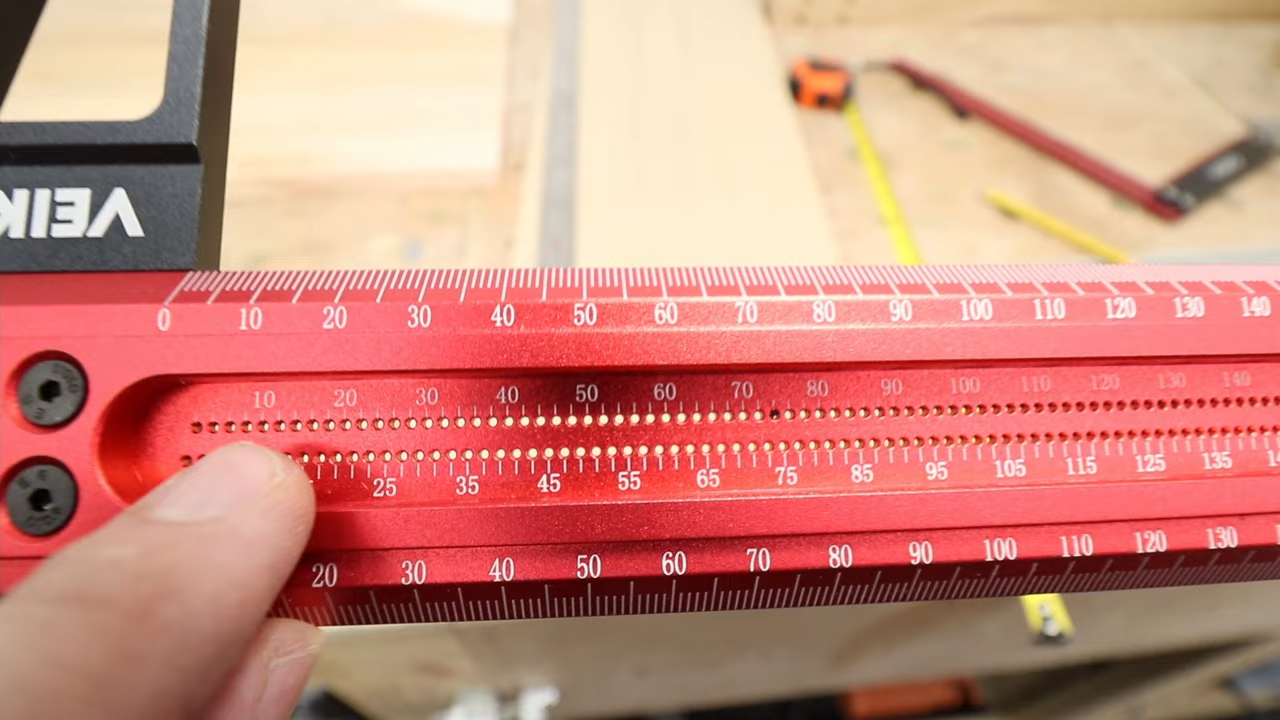 VEIK
0 10 20 30 40 50 60 70 80 90 100 110 120 130 140
10 20 30 40 50 60 70 80 90 100 110 120 130 140
25 35 45 55 65 75 85 95 105 115 125 135
20 30 40 50 60 70 80 90 100 110 120 130